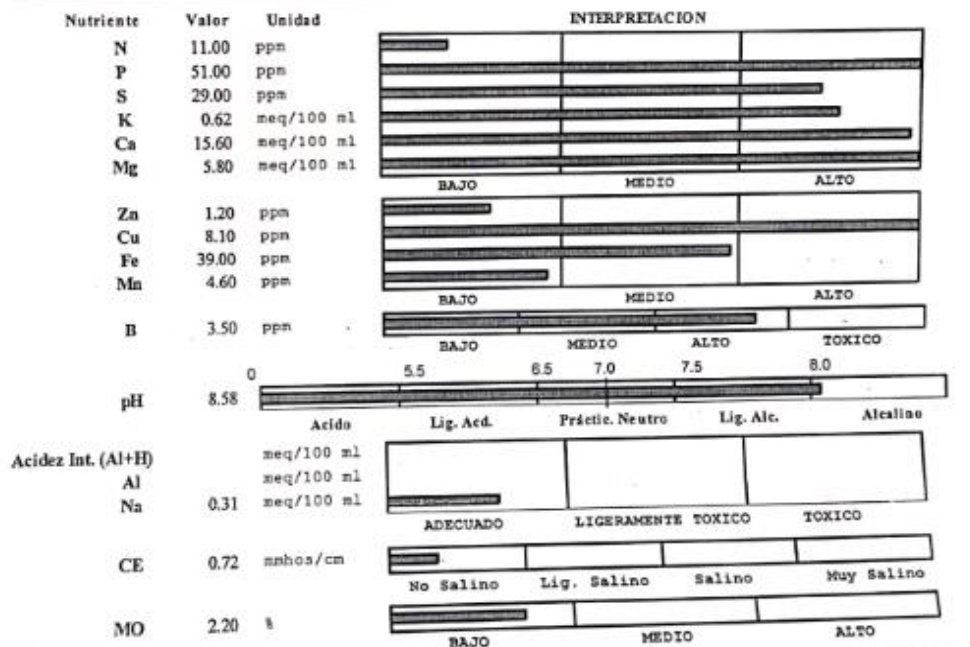 Nutriente Valor Unidad INTERPRETACION
N 11.00 ppm
P 51.00 ppm
S 29.00 ppm
K 0.62 meq/100 ml
Ca 15.60 meq/100 ml
Mg 5.80 meq/100 ml
BAJO MEDIO ALTO
Zn 1.20 ppm
Cu 8.10 ppm
Fe 39.00 ppm
Mn 4.60 ppm
BAJO MEDIO ALTO
B 3.50 ppm
BAJO MEDIO ALTO TOXICO
0 5.5 6.5 7.0 7.5 8.0
pH 8.58
Acido Lig. Acd. Práctic. Neutro Lig. Alc. Alcalino
Acidez Int. (Al+H) meq/100 ml
Al meq/100 ml
Na 0.31 meq/100 ml
ADECUADO LIGERAMENTE TOXICO TOXICO
CE 0.72 mmhos/cm
No Salino Lig. Salino Salino Muy Salino
MO 2.20 %
BAJO MEDIO ALTO